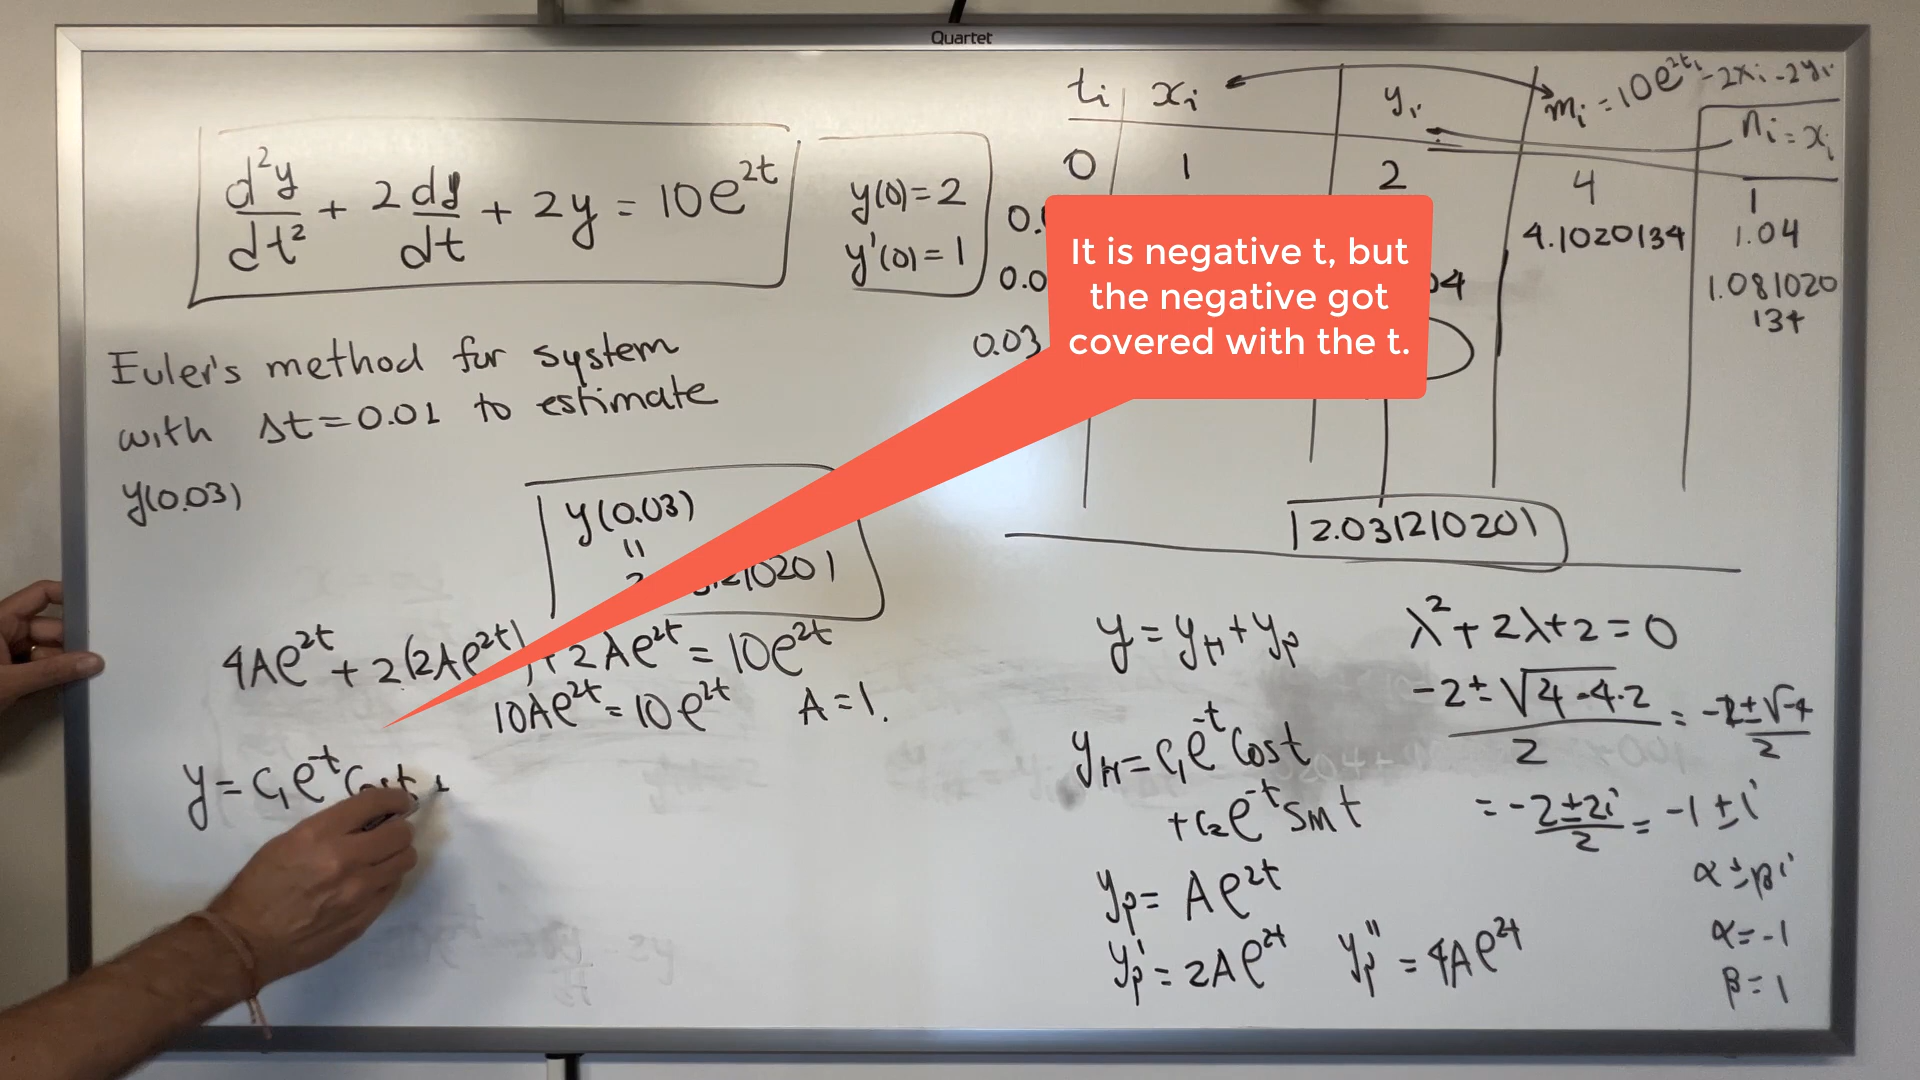 Quartet
d²y/dt² + 2 dy/dt + 2y = 10e^{2t}
y(0) = 2
y'(0) = 1
Euler's method for system
with Δt = 0.01 to estimate
y(0.03)
y(0.03)
"
210201
4Ae^{2t} + 2(2Ae^{2t}) + 2Ae^{2t} = 10e^{2t}
10Ae^{2t} = 10e^{2t} A = 1.
y = c₁e^{-t} Cost +
tᵢ xᵢ yᵢ mᵢ = 10e^{2tᵢ} - 2xᵢ - 2yᵢ nᵢ = xᵢ
0 1 2 4 1
4.1020134 1.04
0.0 04 1.081020
134
0.03
It is negative t, but
the negative got
covered with the t.
2.031210201
y = y_H + y_p
y_H = c₁e^{-t} Cost
+ c₂e^{-t} Sint
y_p = Ae^{2t}
y_p' = 2Ae^{2t} y_p'' = 4Ae^{2t}
λ² + 2λ + 2 = 0
(-2 ± √(4 - 4·2))/2 = (-2 ± √-4)/2
= (-2 ± 2i)/2 = -1 ± i
α ± βi
α = -1
β = 1